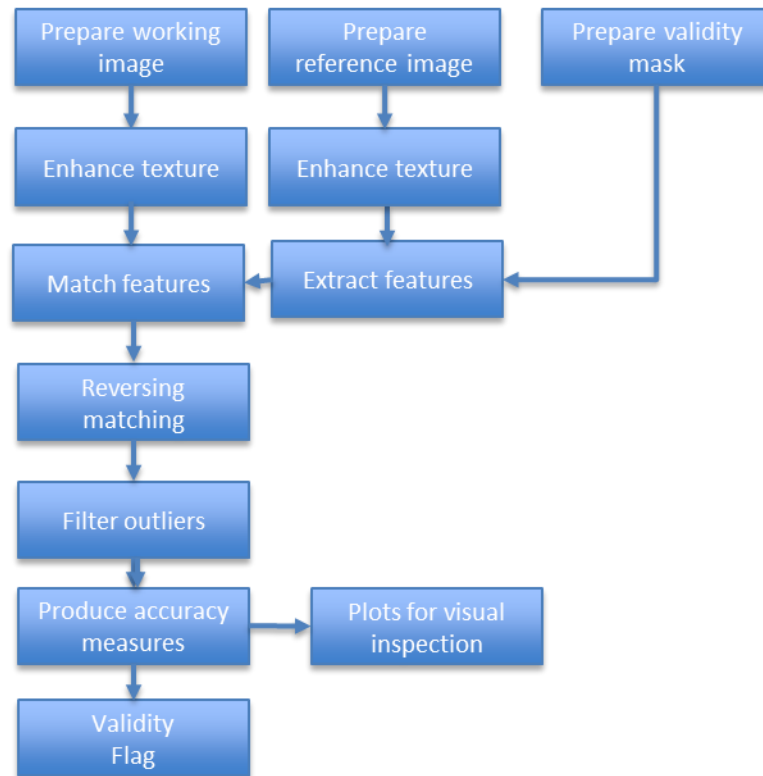 Prepare working
image
Prepare
reference image
Prepare validity
mask
Enhance texture
Enhance texture
Match features
Extract features
Reversing
matching
Filter outliers
Produce accuracy
measures
Plots for visual
inspection
Validity
Flag